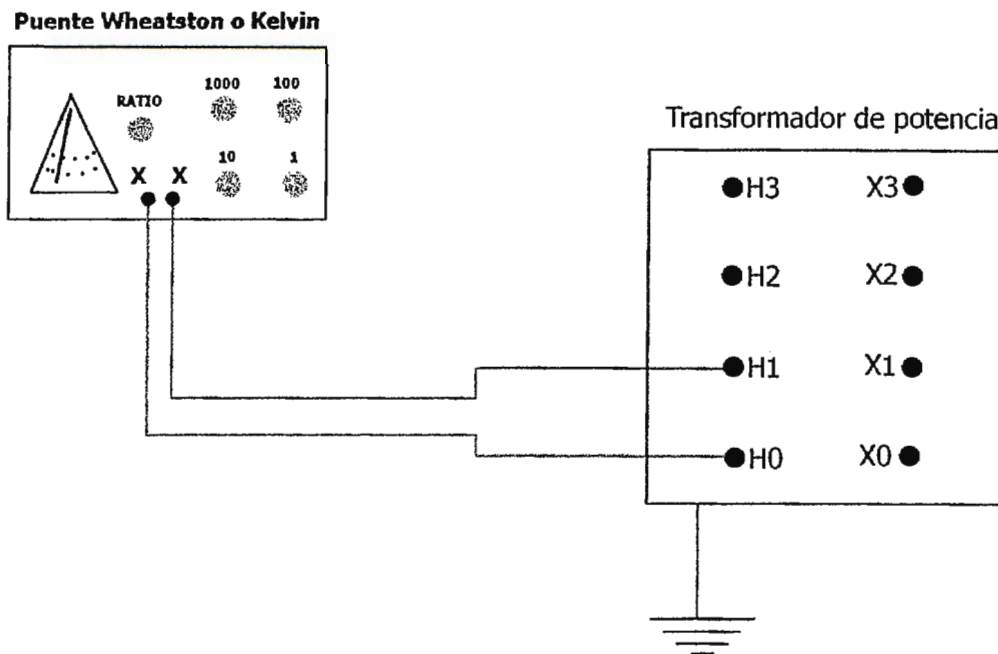 Puente Wheatston o Kelvin
RATIO
1000
100
10
1
X X
Transformador de potencia
H3
X3
H2
X2
H1
X1
H0
X0